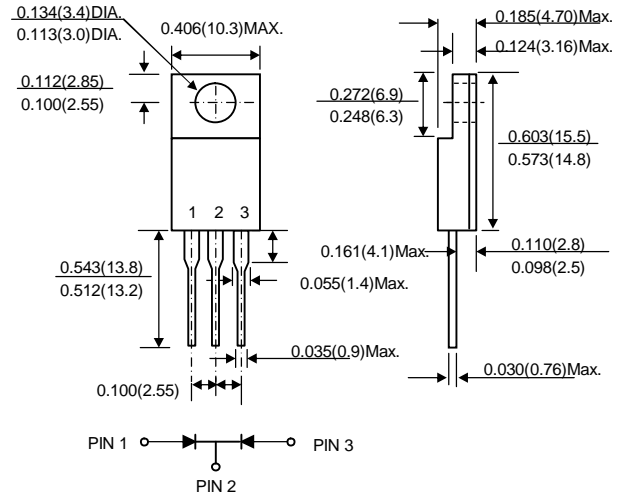 0.134(3.4)DIA.
0.113(3.0)DIA.
0.406(10.3)MAX.
0.185(4.70)Max.
0.124(3.16)Max.
0.112(2.85)
0.100(2.55)
0.272(6.9)
0.248(6.3)
0.603(15.5)
0.573(14.8)
1 2 3
0.161(4.1)Max.
0.110(2.8)
0.098(2.5)
0.543(13.8)
0.512(13.2)
0.055(1.4)Max.
0.035(0.9)Max.
0.030(0.76)Max.
0.100(2.55)
PIN 1
PIN 3
PIN 2